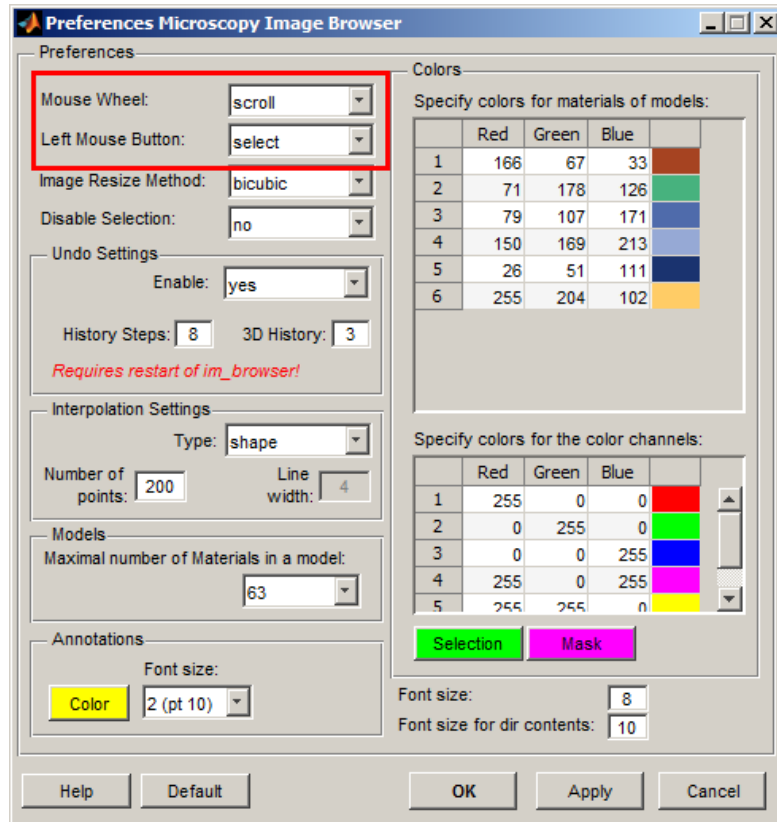 Preferences Microscopy Image Browser
Preferences
Mouse Wheel: scroll
Left Mouse Button: select
Image Resize Method: bicubic
Disable Selection: no
Undo Settings
Enable: yes
History Steps: 8 3D History: 3
Requires restart of im_browser!
Interpolation Settings
Type: shape
Number of points: 200 Line width: 4
Models
Maximal number of Materials in a model:
63
Annotations
Font size:
Color 2 (pt 10)
Colors
Specify colors for materials of models:
Red Green Blue
1 166 67 33
2 71 178 126
3 79 107 171
4 150 169 213
5 26 51 111
6 255 204 102
Specify colors for the color channels:
Red Green Blue
1 255 0 0
2 0 255 0
3 0 0 255
4 255 0 255
5 255 255 0
Selection Mask
Font size: 8
Font size for dir contents: 10
Help Default OK Apply Cancel